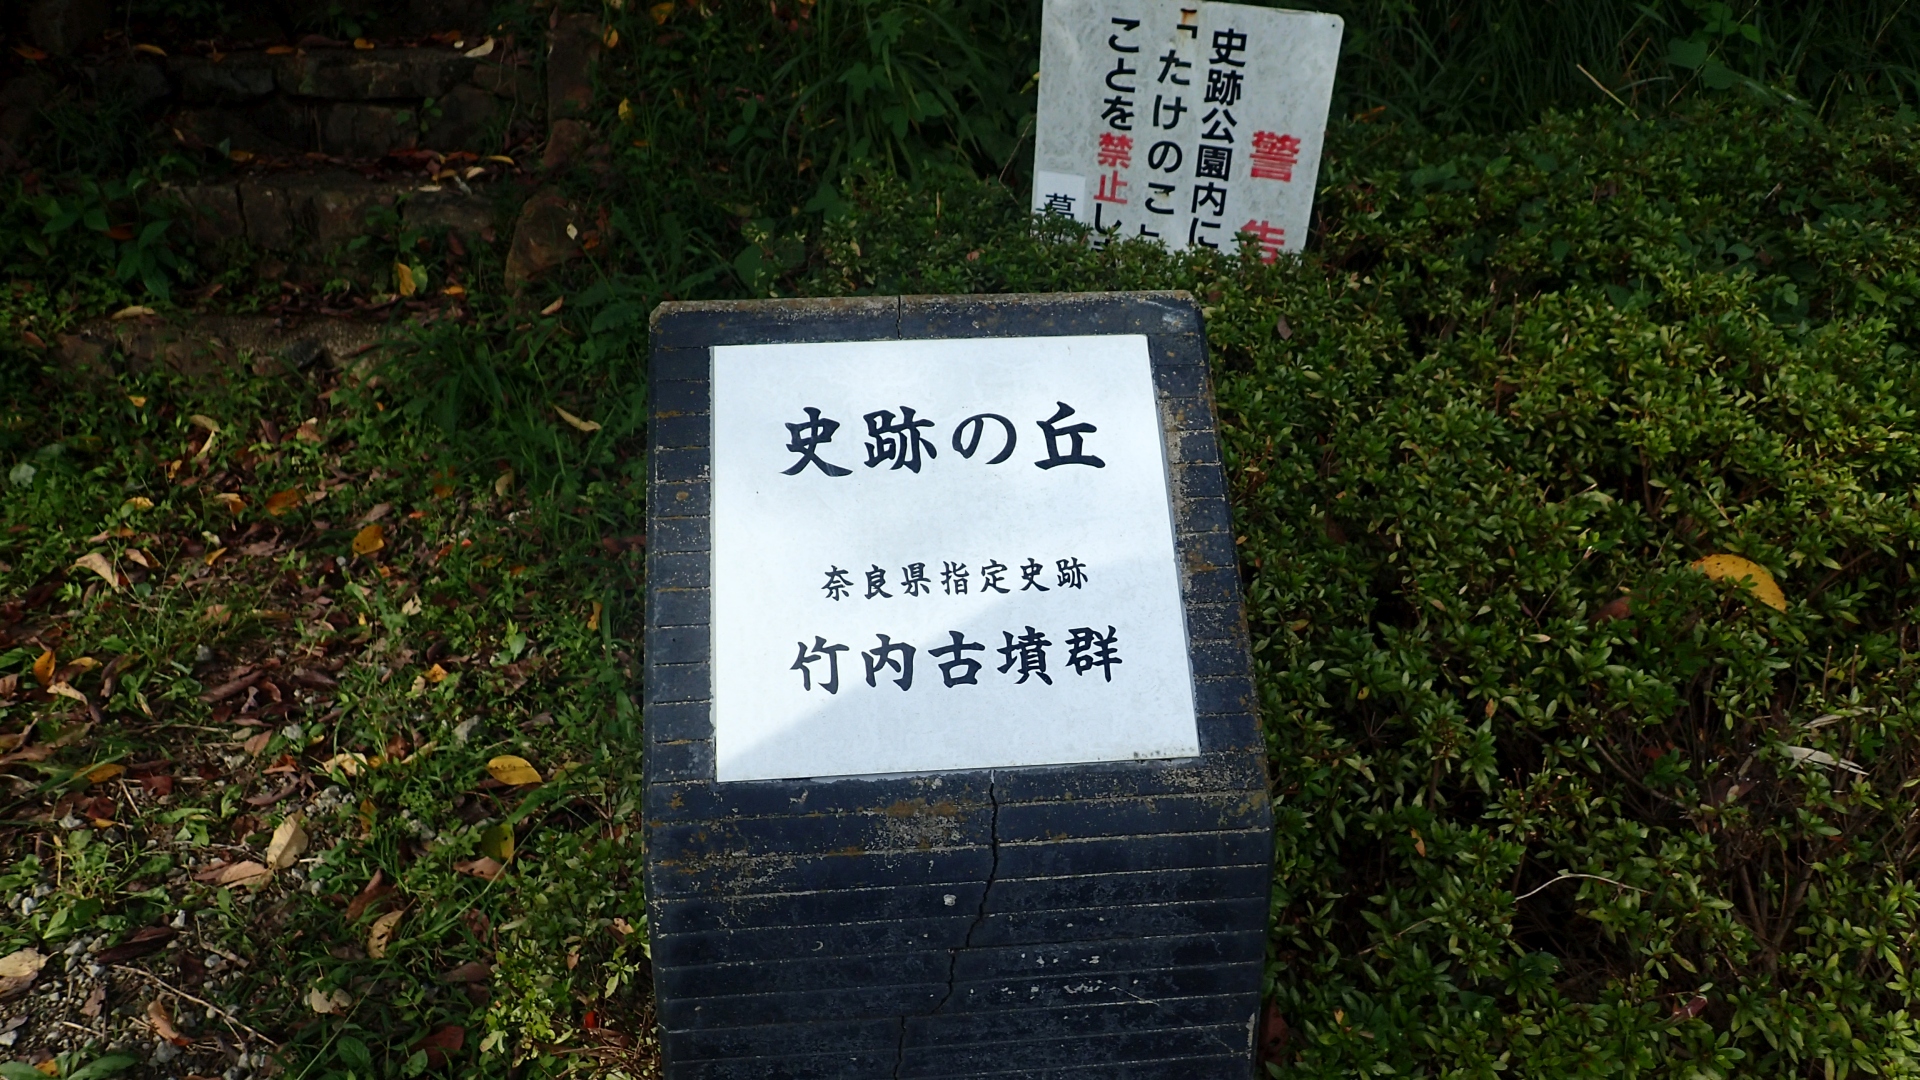 警告
史跡公園内に
「たけのこ」
ことを禁止し
史跡の丘
奈良県指定史跡
竹内古墳群